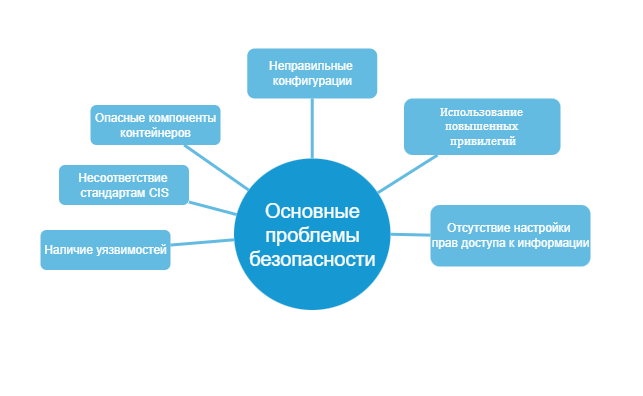 Неправильные
конфигурации
Опасные компоненты
контейнеров
Использование
повышенных
привилегий
Несоответствие
стандартам CIS
Основные
проблемы
безопасности
Отсутствие настройки
прав доступа к информации
Наличие уязвимостей